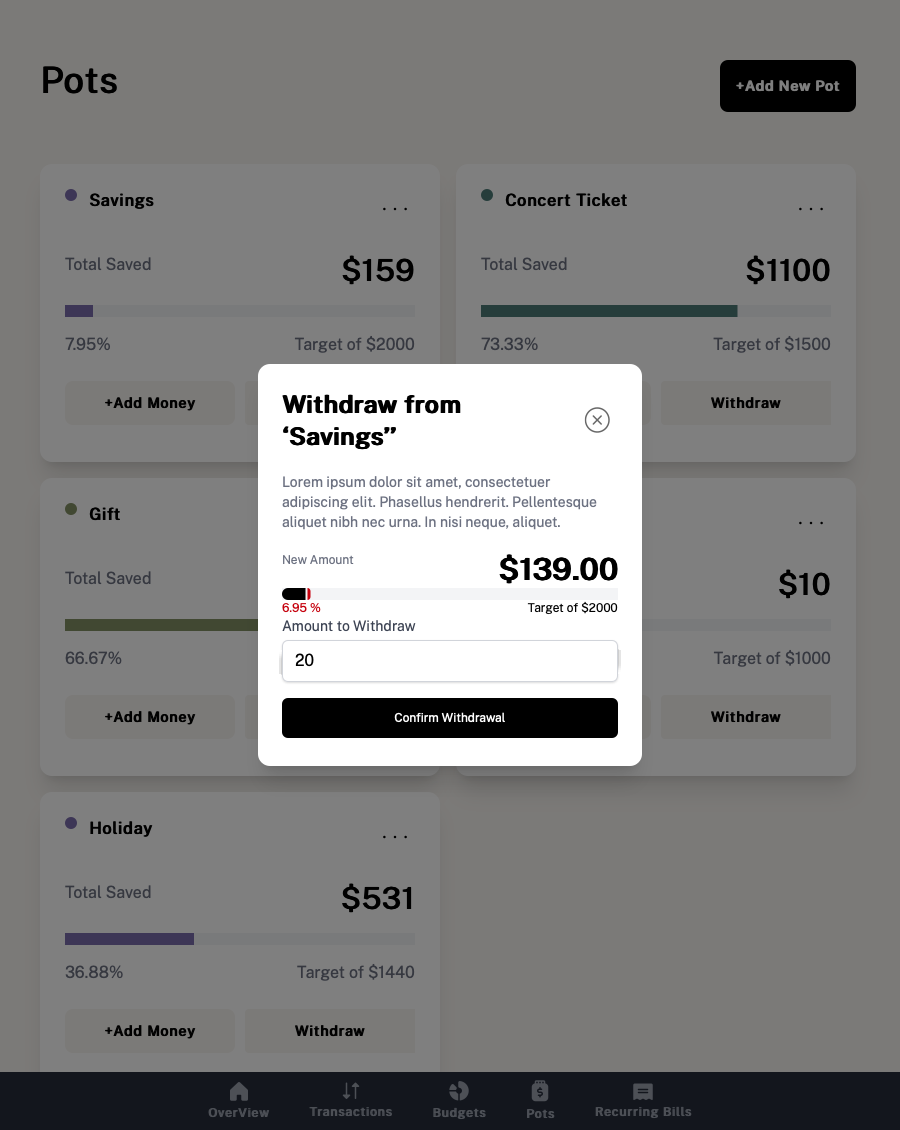 Pots
+Add New Pot
Savings
...
Total Saved
$159
7.95%
Target of $2000
+Add Money
Concert Ticket
...
Total Saved
$1100
73.33%
Target of $1500
Withdraw
Withdraw from
‘Savings”
Lorem ipsum dolor sit amet, consectetuer
adipiscing elit. Phasellus hendrerit. Pellentesque
aliquet nibh nec urna. In nisi neque, aliquet.
New Amount
$139.00
6.95 %
Target of $2000
Amount to Withdraw
20
Confirm Withdrawal
Gift
Total Saved
66.67%
+Add Money
...
$10
Target of $1000
Withdraw
Holiday
...
Total Saved
$531
36.88%
Target of $1440
+Add Money
Withdraw
OverView
Transactions
Budgets
Pots
Recurring Bills